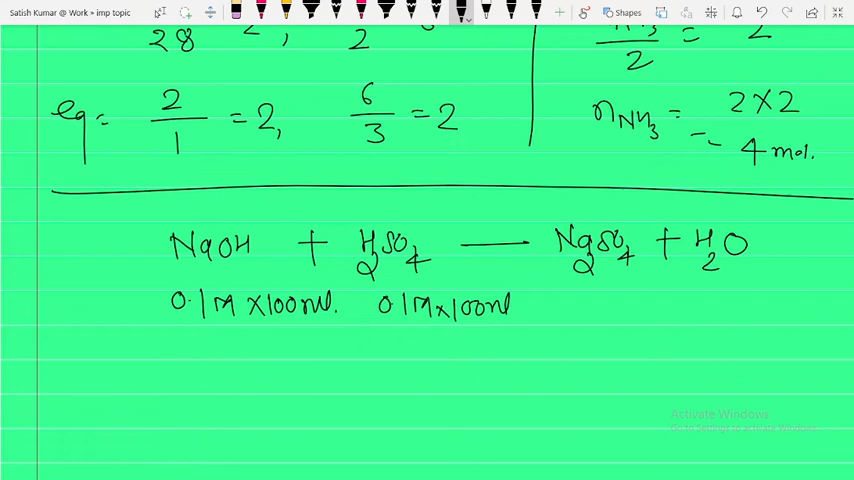 Satish Kumar @ Work » imp topic
Shapes
28 2, 2
2 = 2
eq = 2/1 = 2, 6/3 = 2
nNH3 = 2 X 2
= 4 mol.
NaOH + H2SO4 — Na2SO4 + H2O
0.1M X 100ml. 0.1M x 100ml
Activate Windows
Go to Settings to activate Windows.